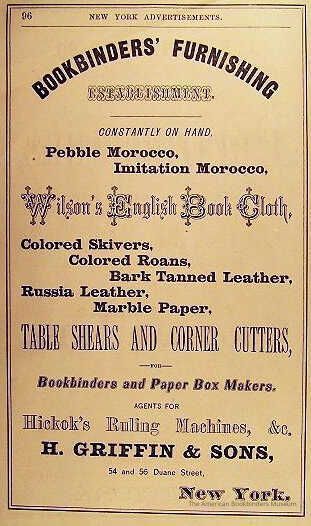 96 NEW YORK ADVERTISEMENTS.
BOOKBINDERS' FURNISHING
ESTABLISHMENT.
CONSTANTLY ON HAND,
Pebble Morocco,
Imitation Morocco,
Wilson's English Book Cloth,
Colored Skivers,
Colored Roans,
Bark Tanned Leather,
Russia Leather,
Marble Paper,
TABLE SHEARS AND CORNER CUTTERS,
—FOR—
Bookbinders and Paper Box Makers.
AGENTS FOR
Hickok's Ruling Machines, &c.
H. GRIFFIN & SONS,
54 and 56 Duane Street,
New York.
The American Bookbinders Museum